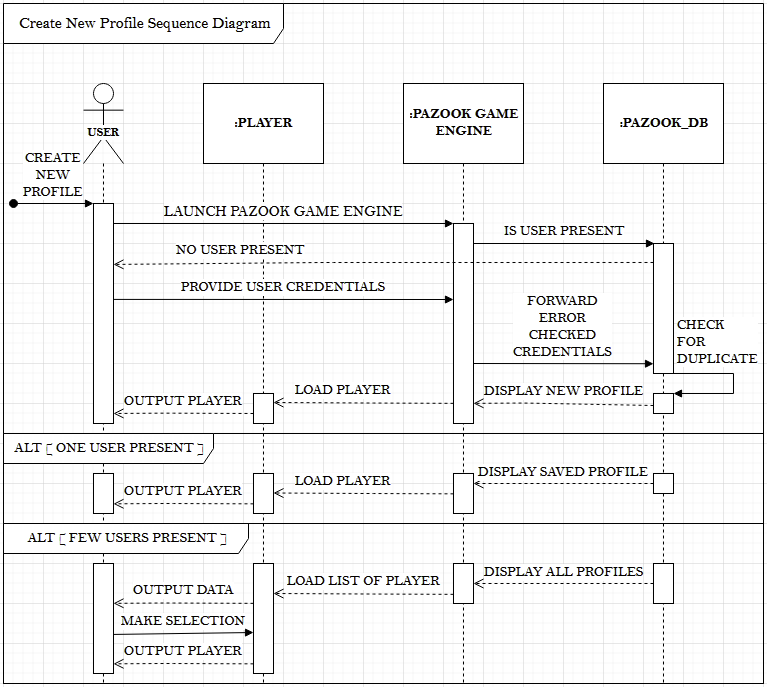 Create New Profile Sequence Diagram
USER
:PLAYER
:PAZOOK GAME
ENGINE
:PAZOOK_DB
CREATE
NEW
PROFILE
LAUNCH PAZOOK GAME ENGINE
IS USER PRESENT
NO USER PRESENT
PROVIDE USER CREDENTIALS
FORWARD
ERROR
CHECKED
CREDENTIALS
CHECK
FOR
DUPLICATE
DISPLAY NEW PROFILE
LOAD PLAYER
OUTPUT PLAYER
ALT [ ONE USER PRESENT ]
DISPLAY SAVED PROFILE
LOAD PLAYER
OUTPUT PLAYER
ALT [ FEW USERS PRESENT ]
DISPLAY ALL PROFILES
LOAD LIST OF PLAYER
OUTPUT DATA
MAKE SELECTION
OUTPUT PLAYER